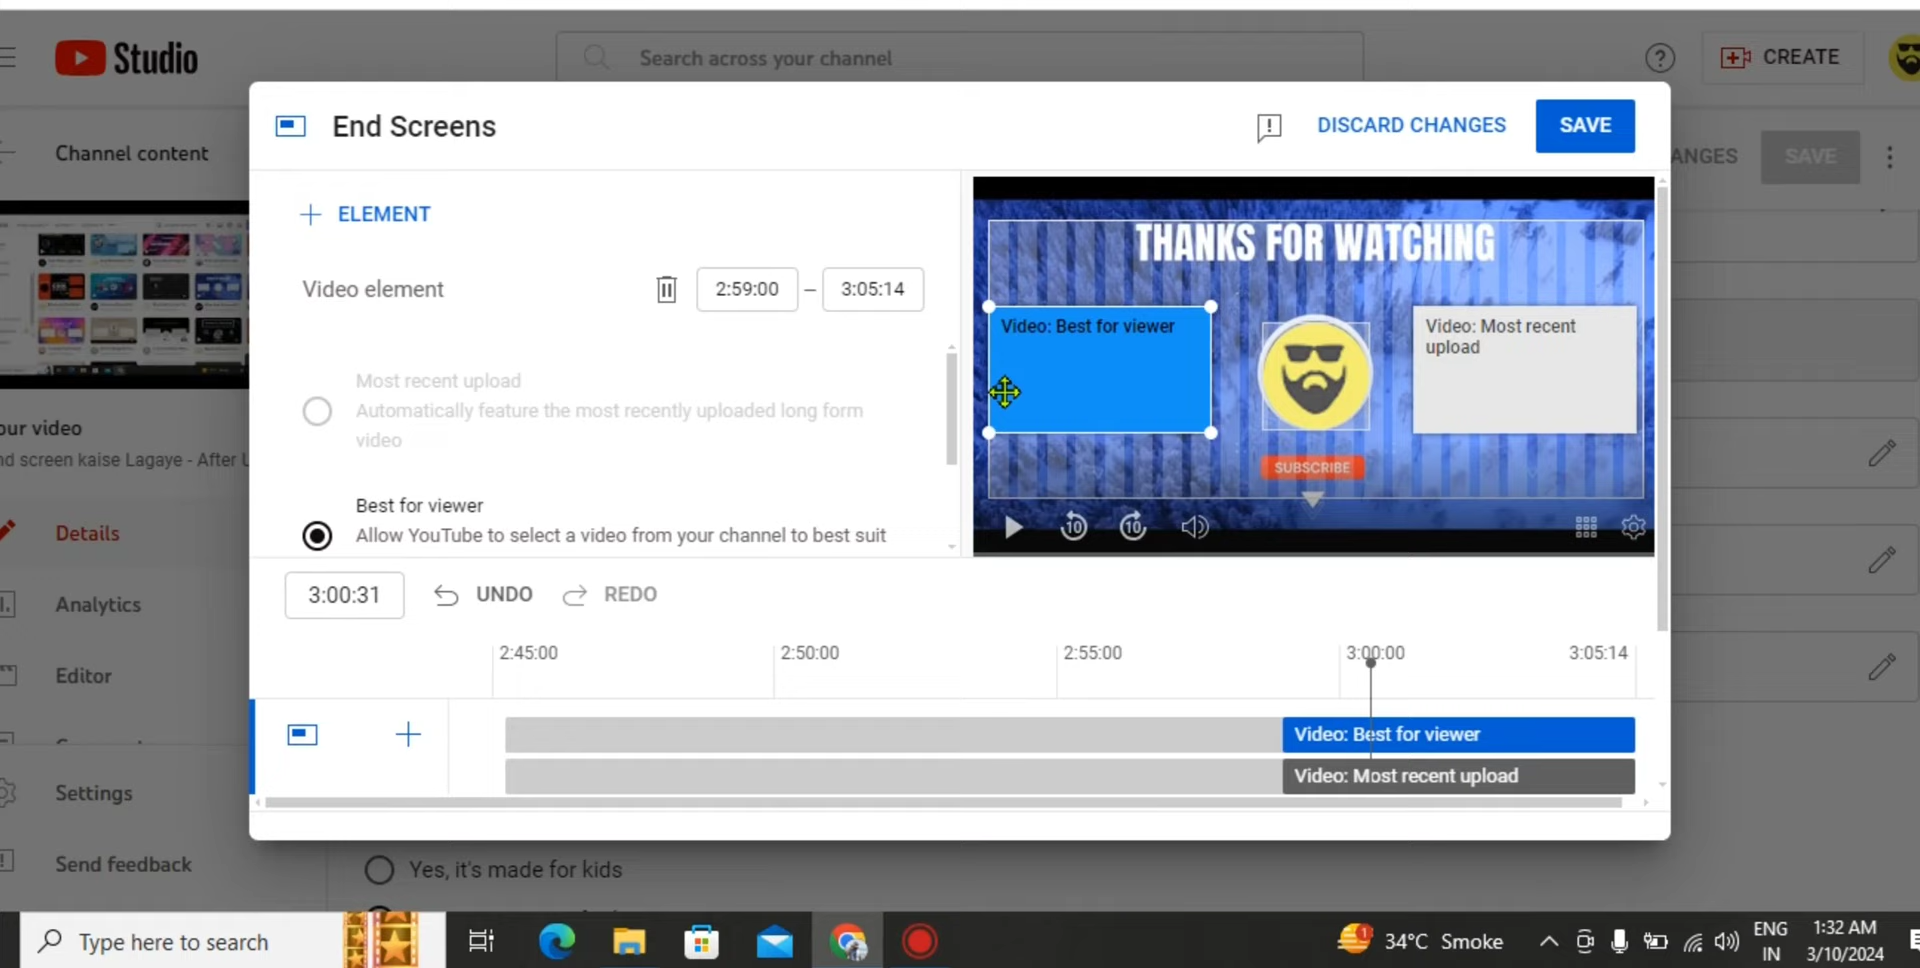 Studio
Search across your channel
?
CREATE
Channel content
End Screens
DISCARD CHANGES
SAVE
ANGES
SAVE
ELEMENT
Video element
2:59:00 – 3:05:14
Most recent upload
Automatically feature the most recently uploaded long form
video
Best for viewer
Allow YouTube to select a video from your channel to best suit
THANKS FOR WATCHING
Video: Best for viewer
Video: Most recent
upload
SUBSCRIBE
10
10
our video
nd screen kaise Lagaye - After U
Details
Analytics
Editor
Settings
Send feedback
3:00:31
UNDO
REDO
2:45:00
2:50:00
2:55:00
3:00:00
3:05:14
Video: Best for viewer
Video: Most recent upload
Yes, it's made for kids
Type here to search
1
34°C Smoke
ENG
IN
1:32 AM
3/10/2024